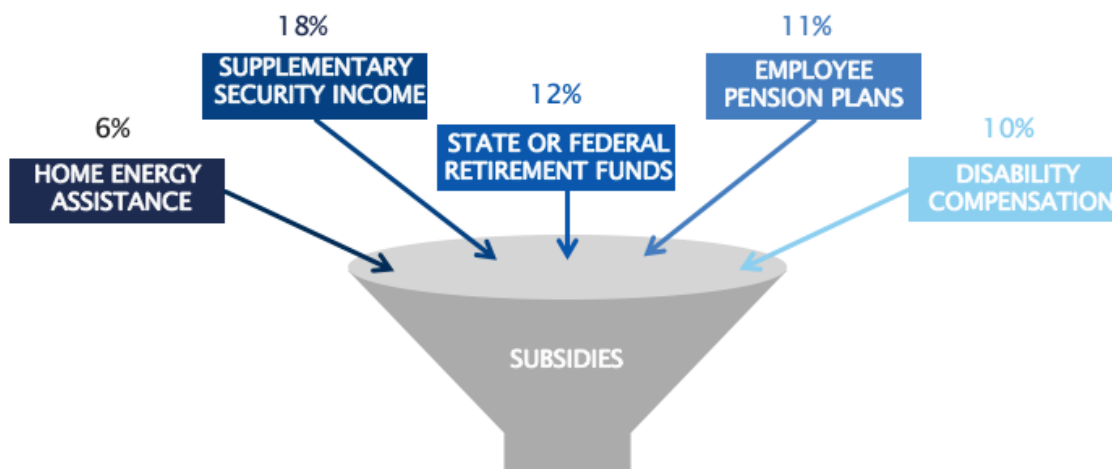 18%
SUPPLEMENTARY
SECURITY INCOME
11%
EMPLOYEE
PENSION PLANS
12%
STATE OR FEDERAL
RETIREMENT FUNDS
6%
HOME ENERGY
ASSISTANCE
10%
DISABILITY
COMPENSATION
SUBSIDIES